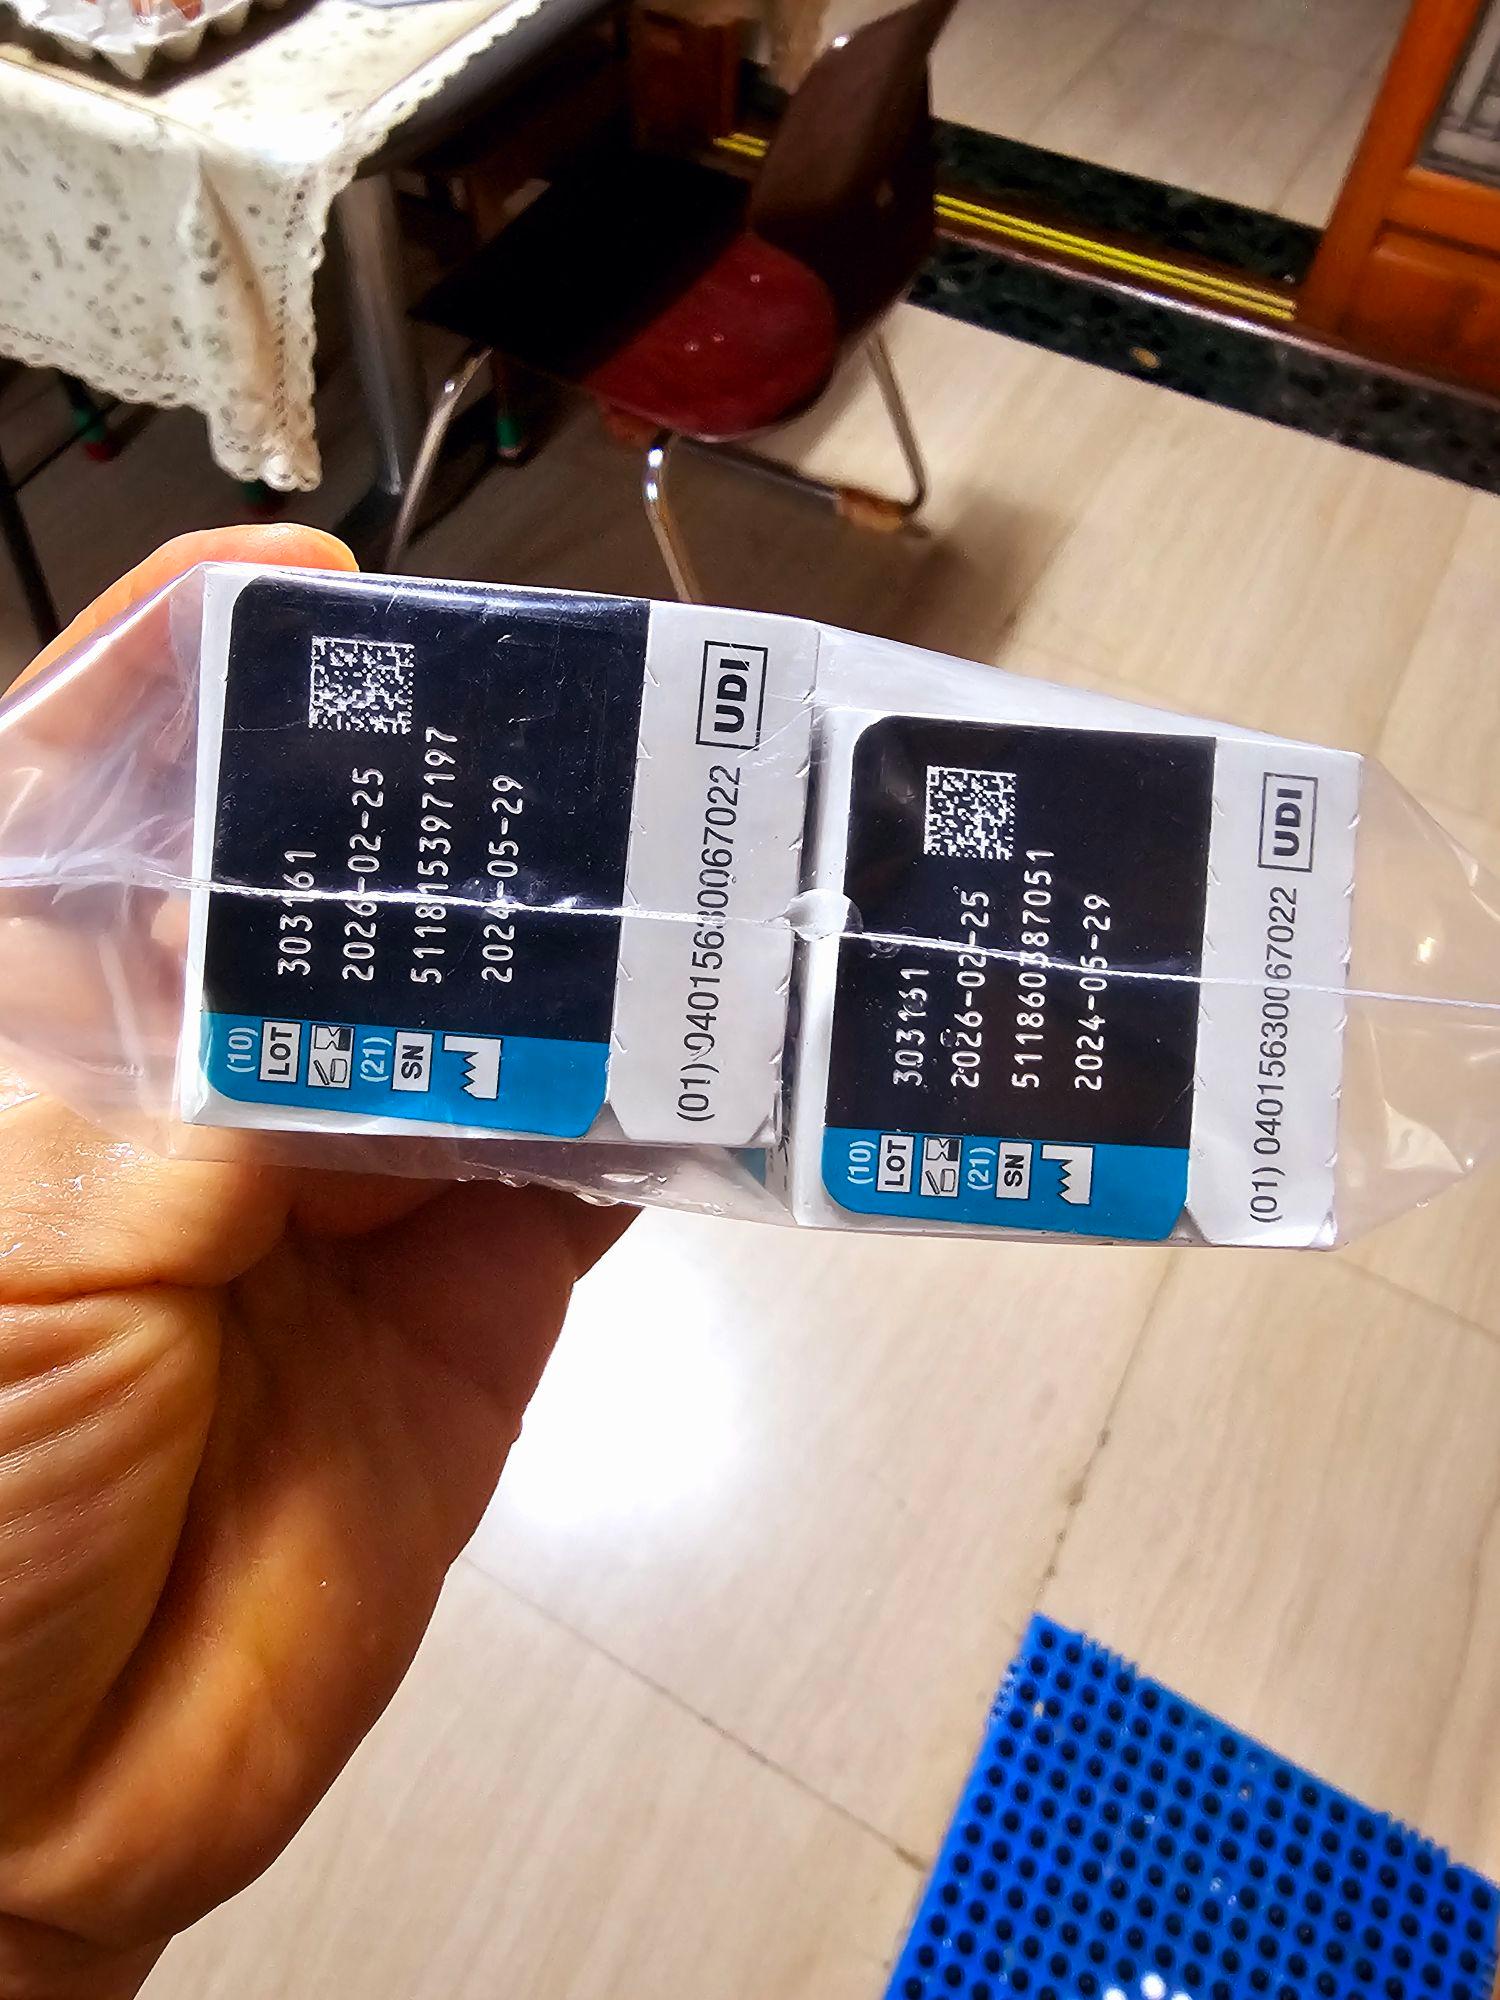 (10) LOT 303161
2026-02-25
(21) SN 511815397197
2024-05-29
(01) 04015630067022 UDI
(10) LOT 303161
2026-02-25
(21) SN 511860387051
2024-05-29
(01) 04015630067022 UDI